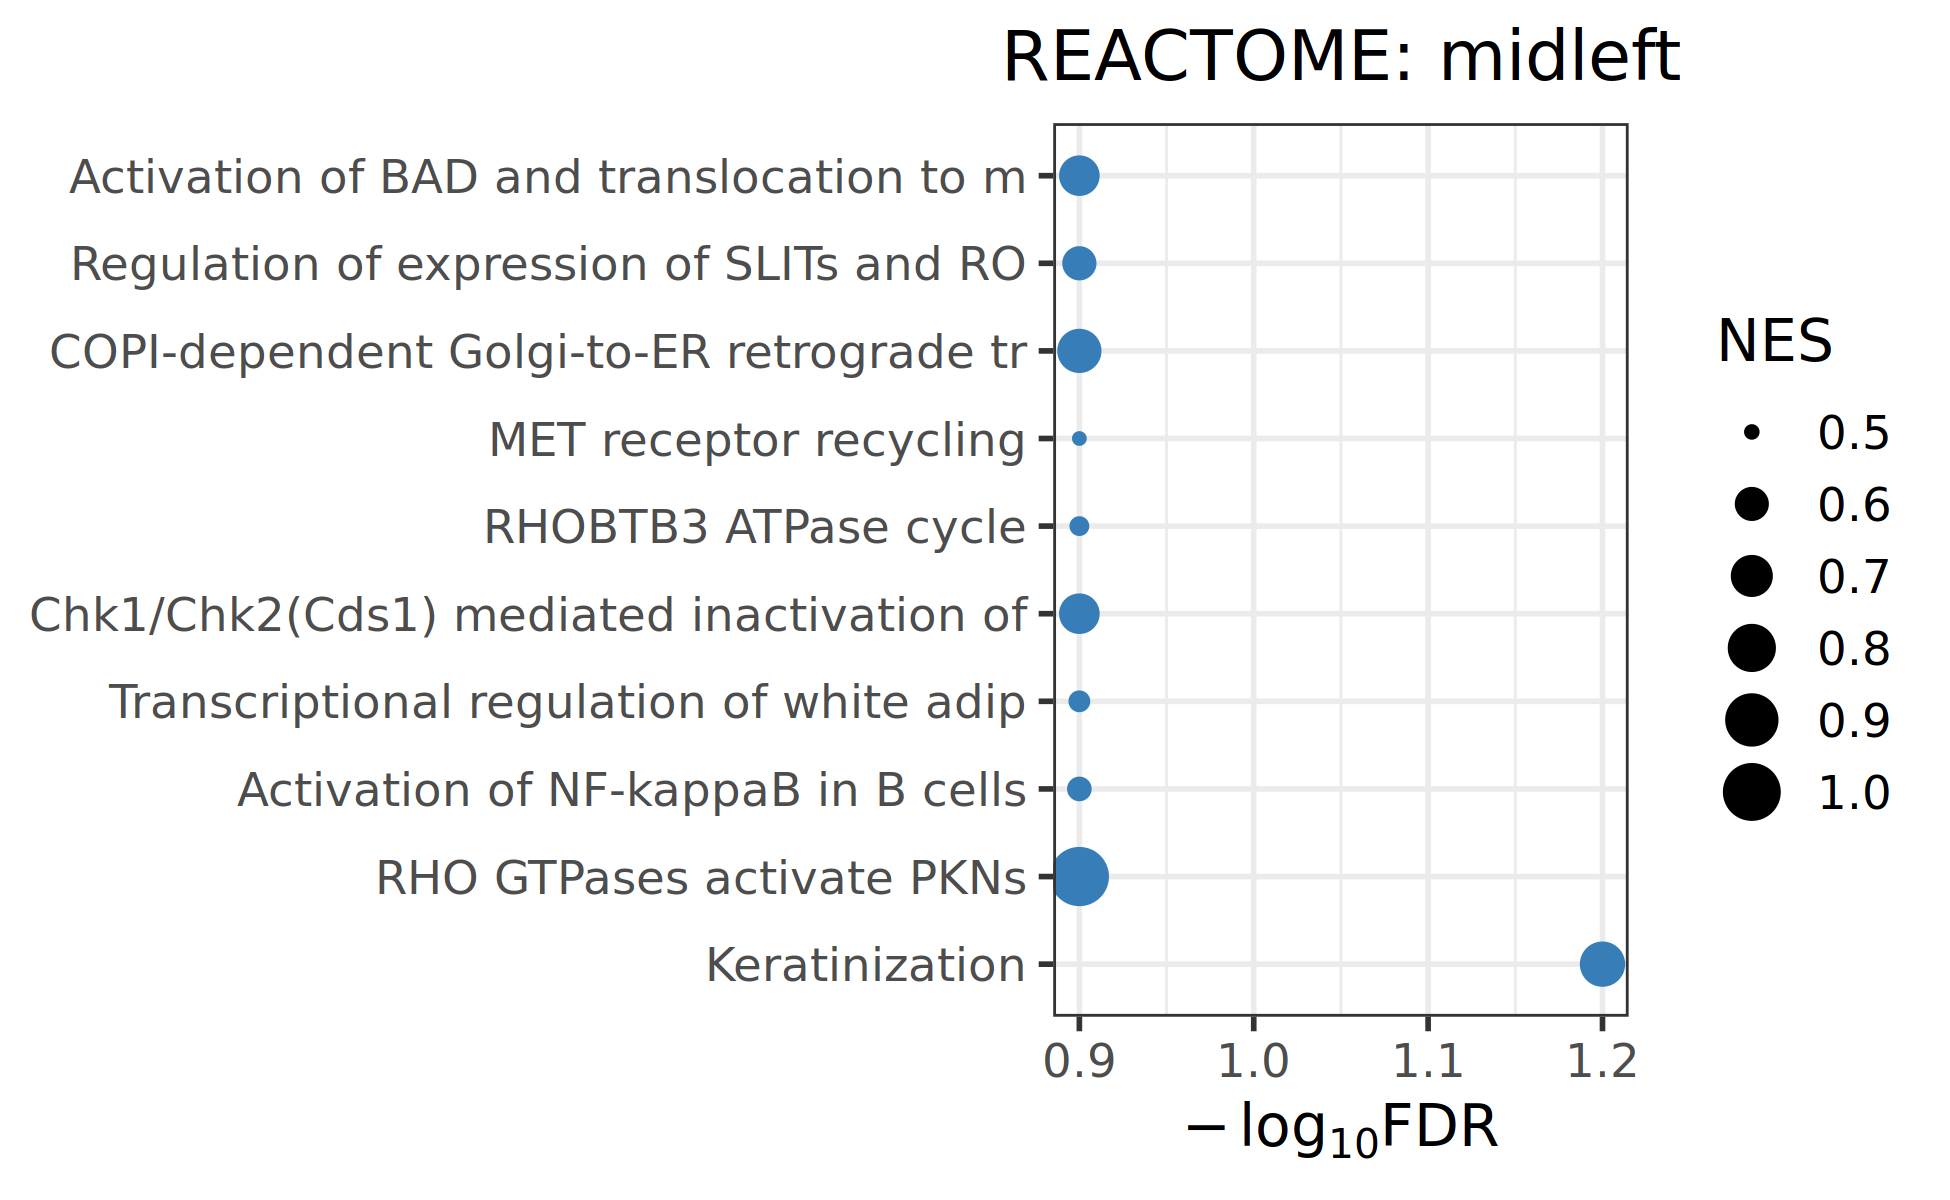 REACTOME: midleft
Activation of BAD and translocation to m
Regulation of expression of SLITs and RO
COPI-dependent Golgi-to-ER retrograde tr
MET receptor recycling
RHOBTB3 ATPase cycle
Chk1/Chk2(Cds1) mediated inactivation of
Transcriptional regulation of white adip
Activation of NF-kappaB in B cells
RHO GTPases activate PKNs
Keratinization
0.9 1.0 1.1 1.2
−log₁₀FDR
NES
0.5
0.6
0.7
0.8
0.9
1.0